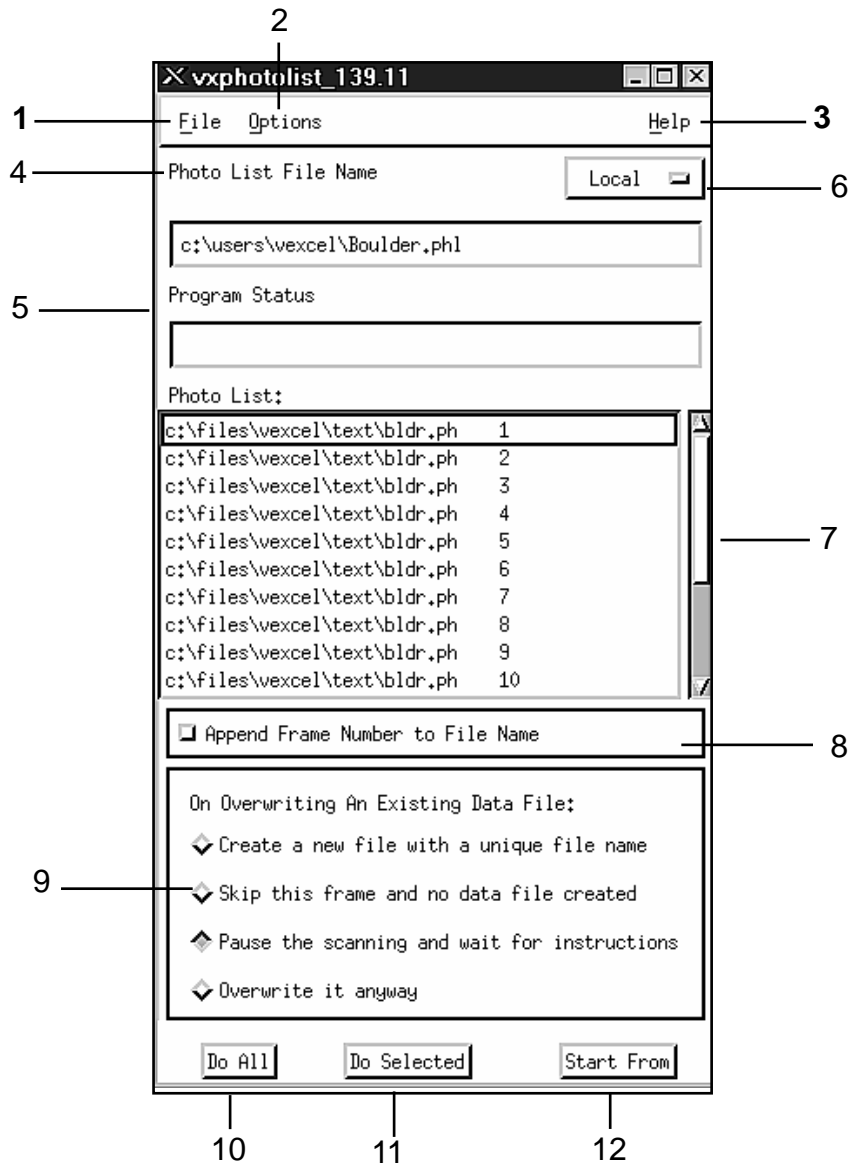 2
vxphotolist_139.11
1 File Options Help 3
4 Photo List File Name Local 6
c:\users\vexcel\Boulder.phl
5 Program Status
Photo List:
c:\files\vexcel\text\bldr.ph 1
c:\files\vexcel\text\bldr.ph 2
c:\files\vexcel\text\bldr.ph 3
c:\files\vexcel\text\bldr.ph 4
c:\files\vexcel\text\bldr.ph 5 7
c:\files\vexcel\text\bldr.ph 6
c:\files\vexcel\text\bldr.ph 7
c:\files\vexcel\text\bldr.ph 8
c:\files\vexcel\text\bldr.ph 9
c:\files\vexcel\text\bldr.ph 10
Append Frame Number to File Name 8
On Overwriting An Existing Data File:
Create a new file with a unique file name
9 Skip this frame and no data file created
Pause the scanning and wait for instructions
Overwrite it anyway
Do All Do Selected Start From
10 11 12